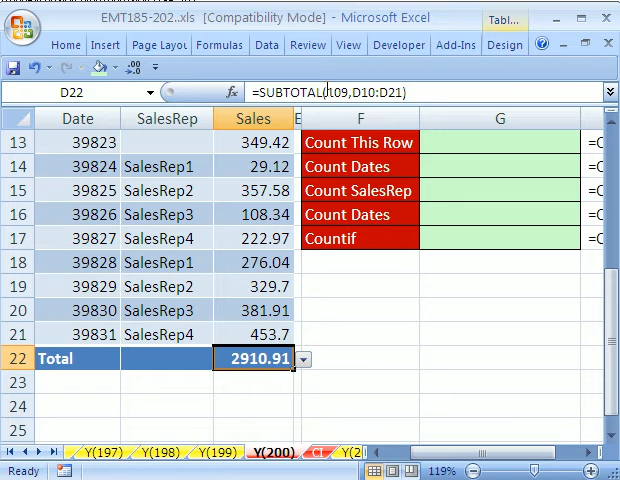 EMT185-202..xls [Compatibility Mode] - Microsoft Excel
Tabl...
Home Insert Page Layou Formulas Data Review View Developer Add-Ins Design
D22 fx =SUBTOTAL(109,D10:D21)
Date SalesRep Sales E F G
13 39823 349.42 Count This Row =C
14 39824 SalesRep1 29.12 Count Dates =C
15 39825 SalesRep2 357.58 Count SalesRep =C
16 39826 SalesRep3 108.34 Count Dates =C
17 39827 SalesRep4 222.97 Countif =C
18 39828 SalesRep1 276.04
19 39829 SalesRep2 329.7
20 39830 SalesRep3 381.91
21 39831 SalesRep4 453.7
22 Total 2910.91
23
24
25
Y(197) Y(198) Y(199) Y(200) CI Y(2
Ready 119%